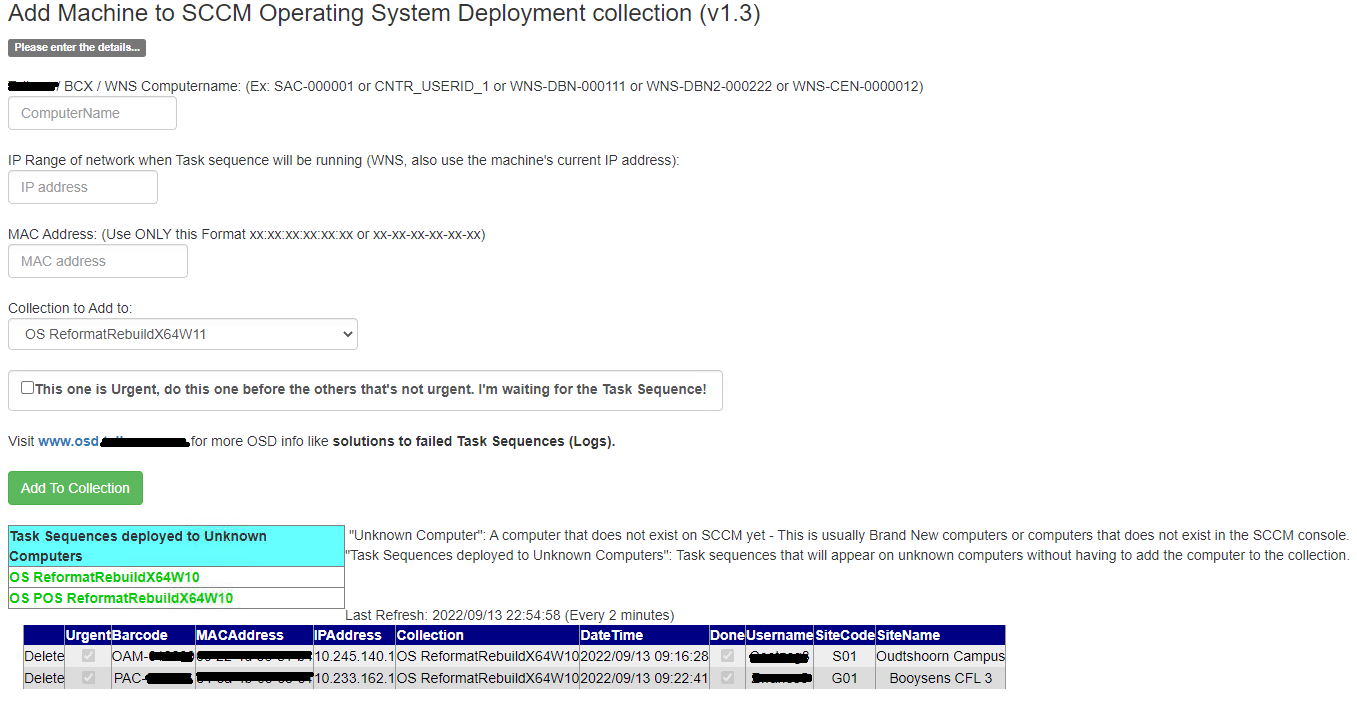 Add Machine to SCCM Operating System Deployment collection (v1.3)
Please enter the details...
/ BCX / WNS Computername: (Ex: SAC-000001 or CNTR_USERID_1 or WNS-DBN-000111 or WNS-DBN2-000222 or WNS-CEN-0000012)
ComputerName
IP Range of network when Task sequence will be running (WNS, also use the machine's current IP address):
IP address
MAC Address: (Use ONLY this Format xx:xx:xx:xx:xx:xx or xx-xx-xx-xx-xx-xx)
MAC address
Collection to Add to:
OS ReformatRebuildX64W11
This one is Urgent, do this one before the others that's not urgent. I'm waiting for the Task Sequence!
Visit www.osd. for more OSD info like solutions to failed Task Sequences (Logs).
Add To Collection
Task Sequences deployed to Unknown Computers
OS ReformatRebuildX64W10
OS POS ReformatRebuildX64W10
"Unknown Computer": A computer that does not exist on SCCM yet - This is usually Brand New computers or computers that does not exist in the SCCM console.
"Task Sequences deployed to Unknown Computers": Task sequences that will appear on unknown computers without having to add the computer to the collection.
Last Refresh: 2022/09/13 22:54:58 (Every 2 minutes)
Urgent Barcode MACAddress IPAddress Collection DateTime Done Username SiteCode SiteName
Delete OAM- 10.245.140.1 OS ReformatRebuildX64W10 2022/09/13 09:16:28 S01 Oudtshoorn Campus
Delete PAC- 10.233.162.1 OS ReformatRebuildX64W10 2022/09/13 09:22:41 G01 Booysens CFL 3